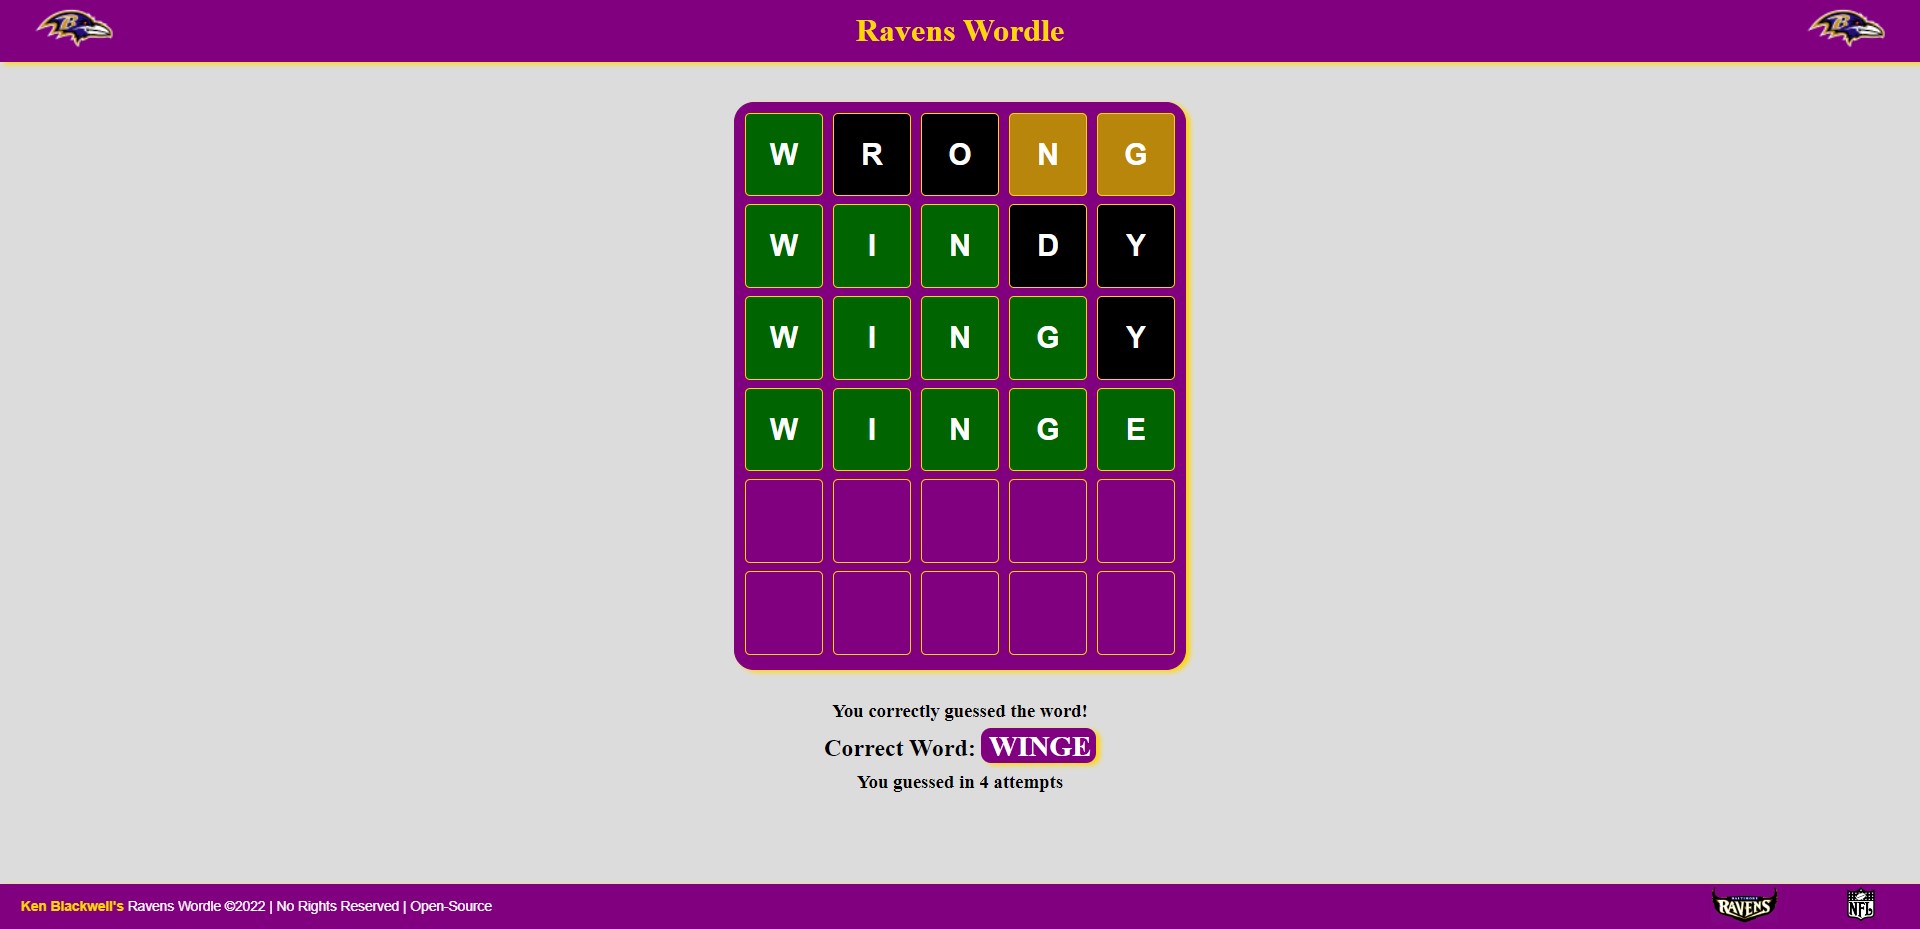 Ravens Wordle
W R O N G
W I N D Y
W I N G Y
W I N G E
You correctly guessed the word!
Correct Word: WINGE
You guessed in 4 attempts
Ken Blackwell's Ravens Wordle ©2022 | No Rights Reserved | Open-Source
RAVENS
NFL